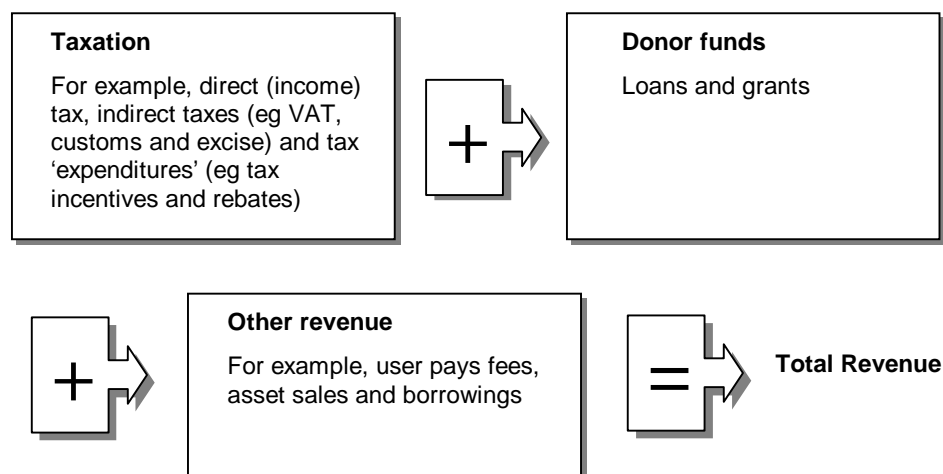 Taxation
For example, direct (income)
tax, indirect taxes (eg VAT,
customs and excise) and tax
‘expenditures’ (eg tax
incentives and rebates)
+
Donor funds
Loans and grants
+
Other revenue
For example, user pays fees,
asset sales and borrowings
=
Total Revenue